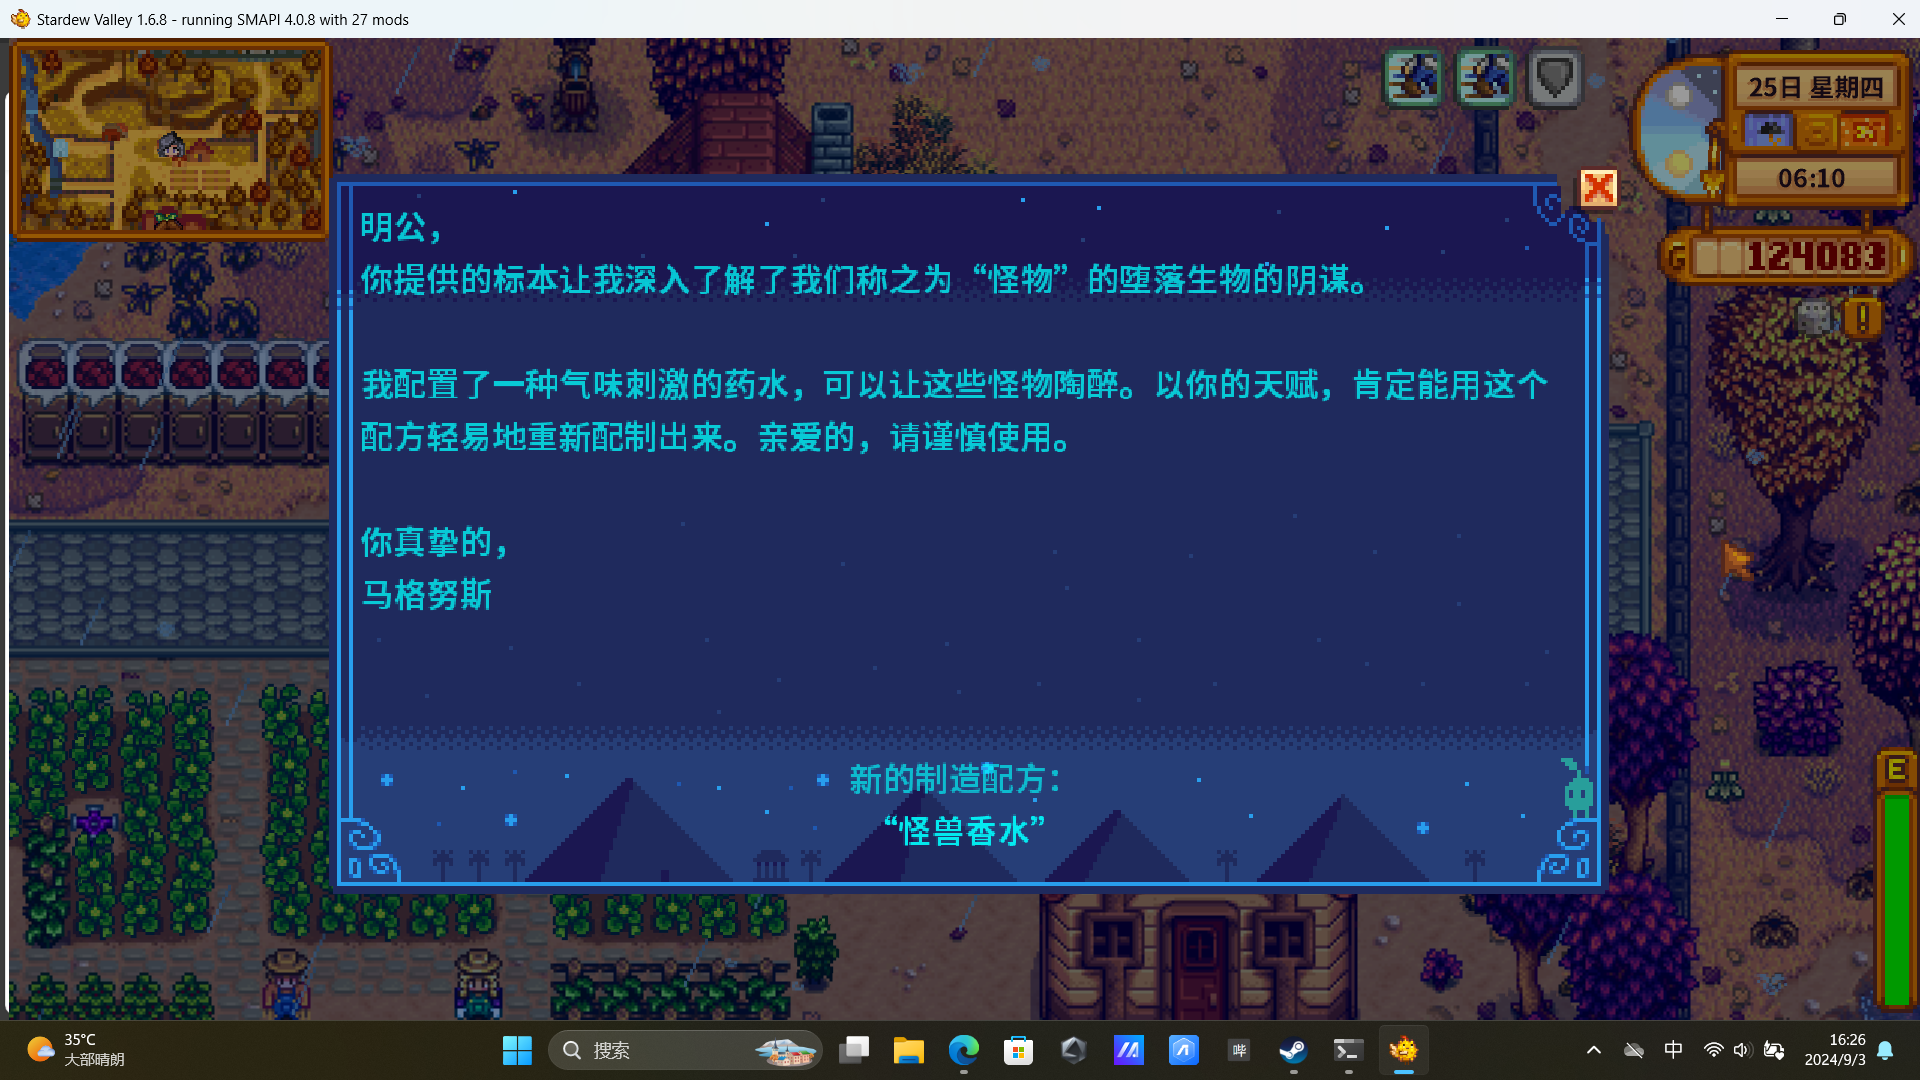 Stardew Valley 1.6.8 - running SMAPI 4.0.8 with 27 mods
25日 星期四
06:10
124083
明公，
你提供的标本让我深入了解了我们称之为“怪物”的堕落生物的阴谋。
我配置了一种气味刺激的药水，可以让这些怪物陶醉。以你的天赋，肯定能用这个
配方轻易地重新配制出来。亲爱的，请谨慎使用。
你真挚的，
马格努斯
新的制造配方：
“怪兽香水”
E
35°C
大部晴朗
搜索
哔
中
16:26
2024/9/3